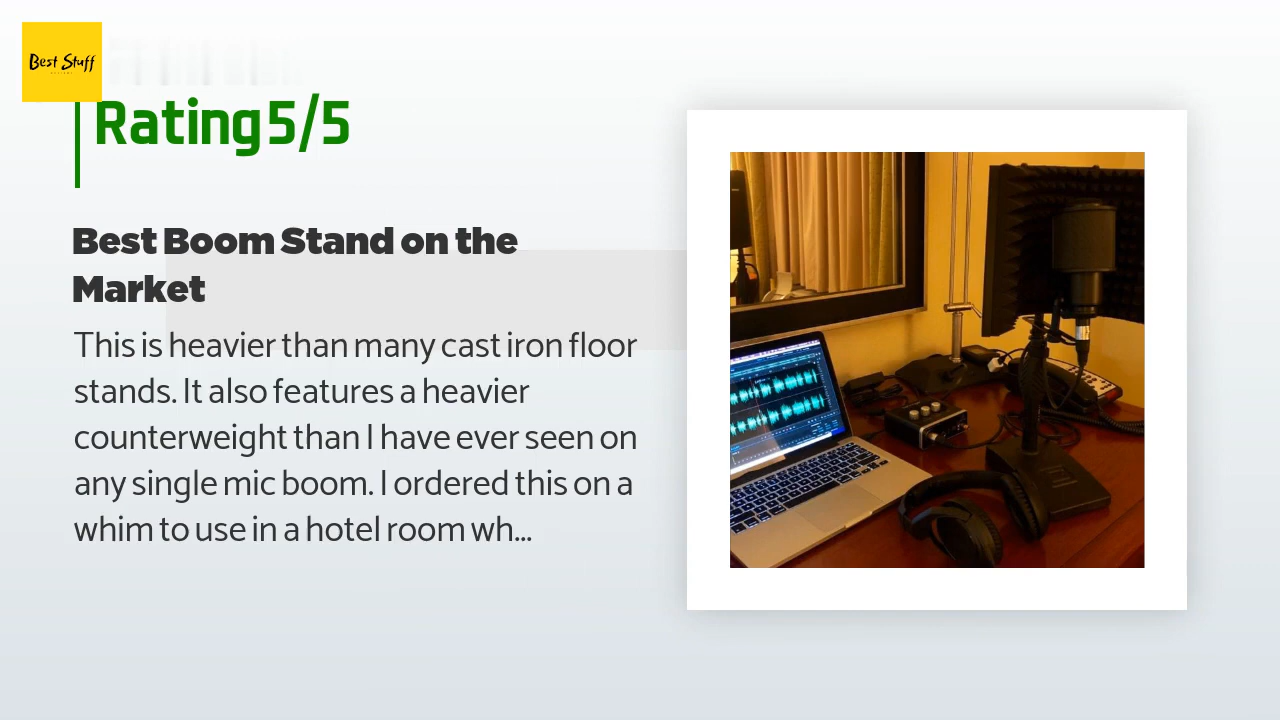 Best Stuff
Rating 5/5
Best Boom Stand on the
Market
This is heavier than many cast iron floor
stands. It also features a heavier
counterweight than I have ever seen on
any single mic boom. I ordered this on a
whim to use in a hotel room wh...